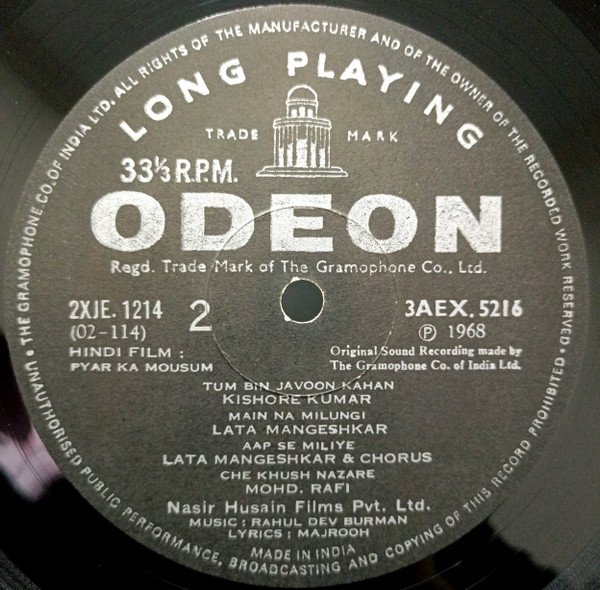 THE GRAMOPHONE CO. OF INDIA LTD. ALL RIGHTS OF THE MANUFACTURER AND OF THE OWNER OF THE RECORDED WORK RESERVED •
UNAUTHORISED PUBLIC PERFORMANCE, BROADCASTING AND COPYING OF THIS RECORD PROHIBITED •
LONG PLAYING
TRADE MARK
33⅓ R.P.M.
ODEON
Regd. Trade Mark of The Gramophone Co., Ltd.
2XJE. 1214 2 3AEX. 5216
(02-114) ℗ 1968
HINDI FILM : Original Sound Recording made by
PYAR KA MOUSUM The Gramophone Co. of India Ltd.
TUM BIN JAVOON KAHAN
KISHORE KUMAR
MAIN NA MILUNGI
LATA MANGESHKAR
AAP SE MILIYE
LATA MANGESHKAR & CHORUS
CHE KHUSH NAZARE
MOHD. RAFI
Nasir Husain Films Pvt. Ltd.
MUSIC : RAHUL DEV BURMAN
LYRICS : MAJROOH
MADE IN INDIA